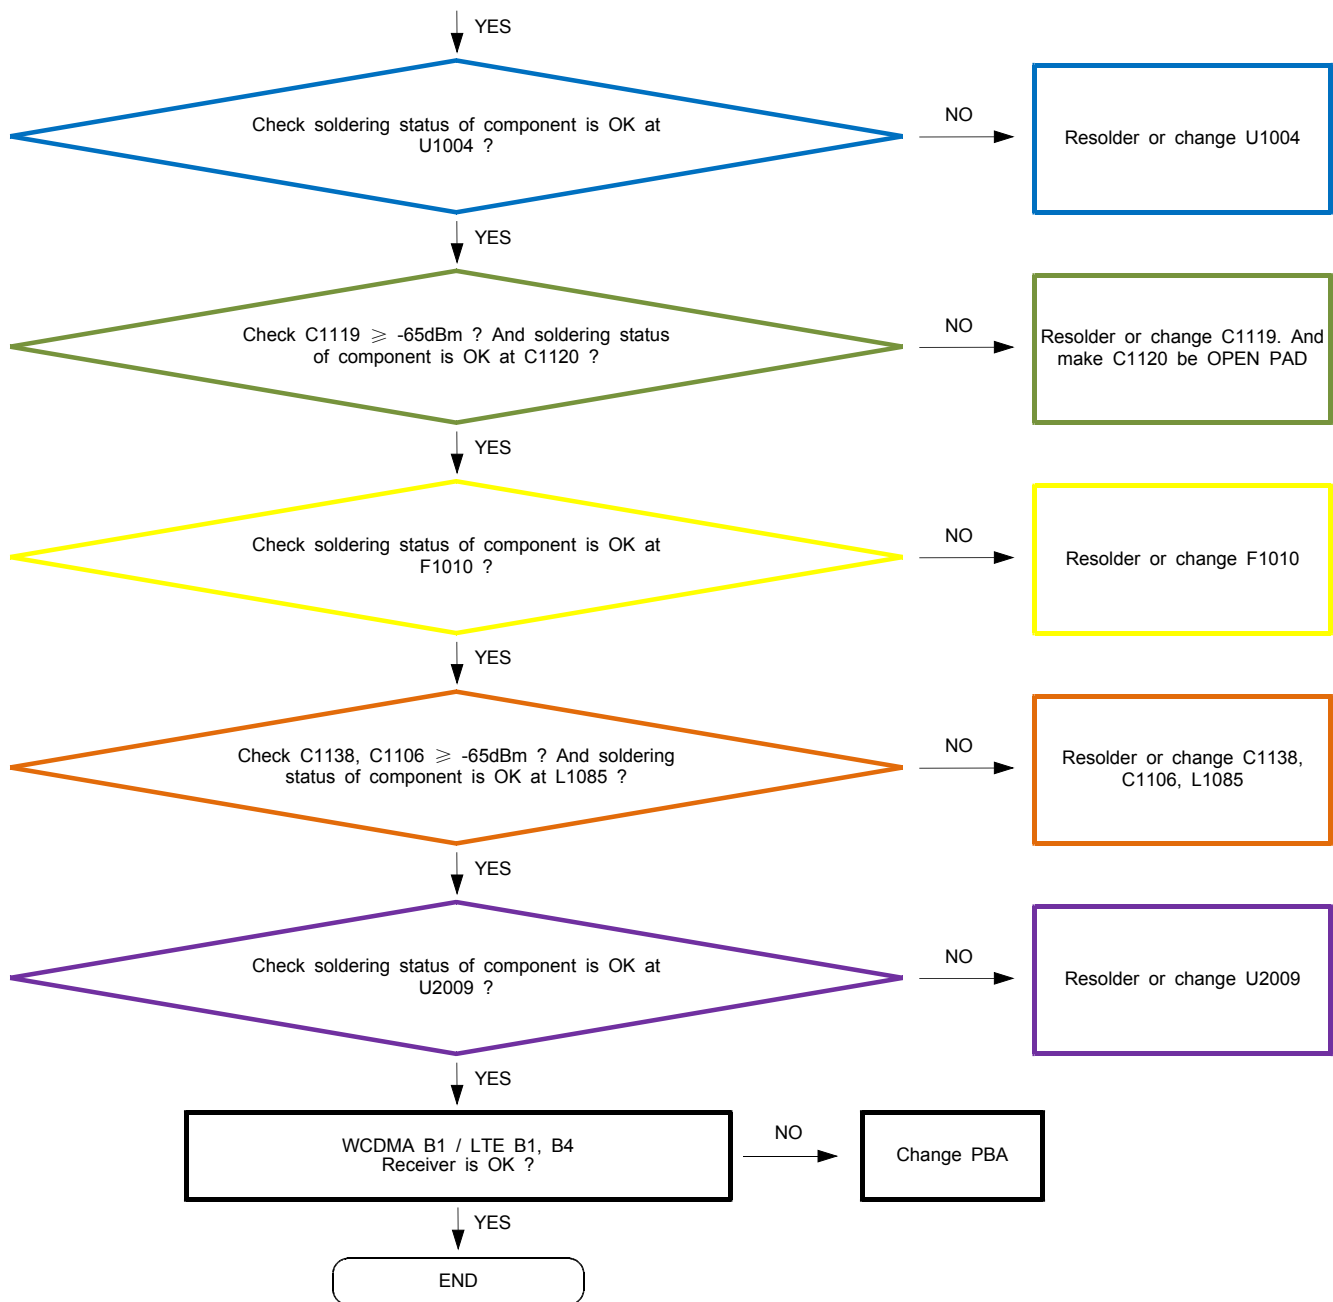 YES
Check soldering status of component is OK at
U1004 ?
NO
Resolder or change U1004
YES
Check C1119 ≥ -65dBm ? And soldering status
of component is OK at C1120 ?
NO
Resolder or change C1119. And
make C1120 be OPEN PAD
YES
Check soldering status of component is OK at
F1010 ?
NO
Resolder or change F1010
YES
Check C1138, C1106 ≥ -65dBm ? And soldering
status of component is OK at L1085 ?
NO
Resolder or change C1138,
C1106, L1085
YES
Check soldering status of component is OK at
U2009 ?
NO
Resolder or change U2009
YES
WCDMA B1 / LTE B1, B4
Receiver is OK ?
NO
Change PBA
YES
END